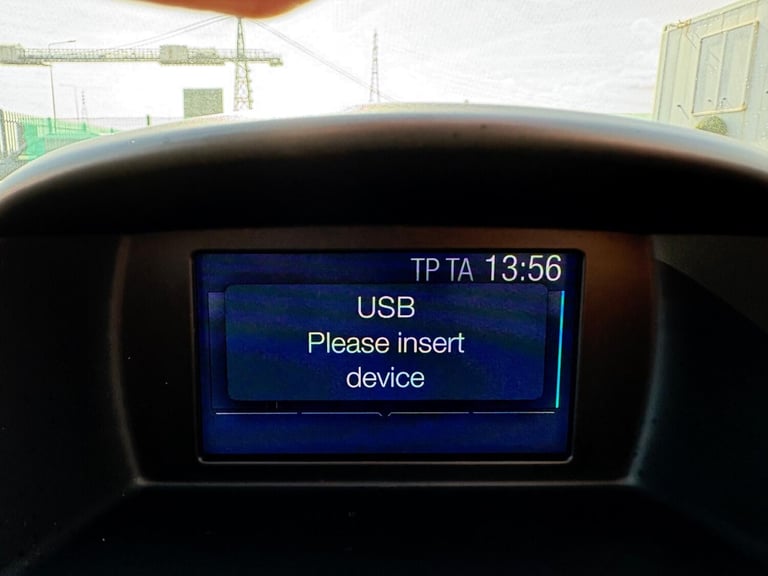 TP TA 13:56
USB
Please insert
device